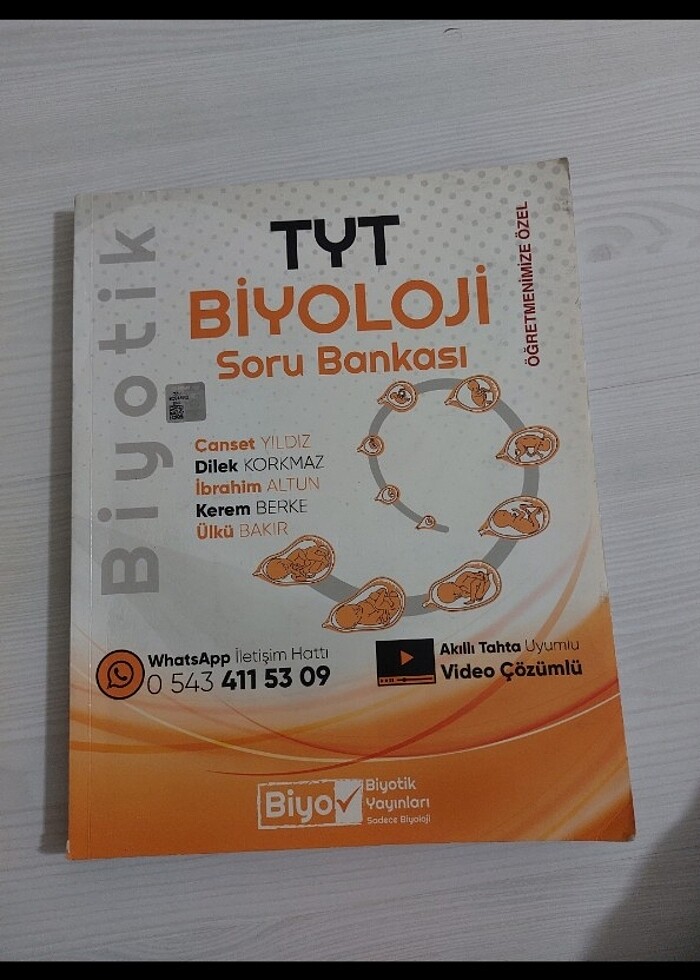 TYT
BİYOLOJİ
Soru Bankası
ÖĞRETMENİMİZE ÖZEL
Biyotik
Canset YILDIZ
Dilek KORKMAZ
İbrahim ALTUN
Kerem BERKE
Ülkü BAKIR
WhatsApp İletişim Hattı
0 543 411 53 09
Akıllı Tahta Uyumlu
Video Çözümlü
Biyo
Biyotik
Yayınları
Sadece Biyoloji